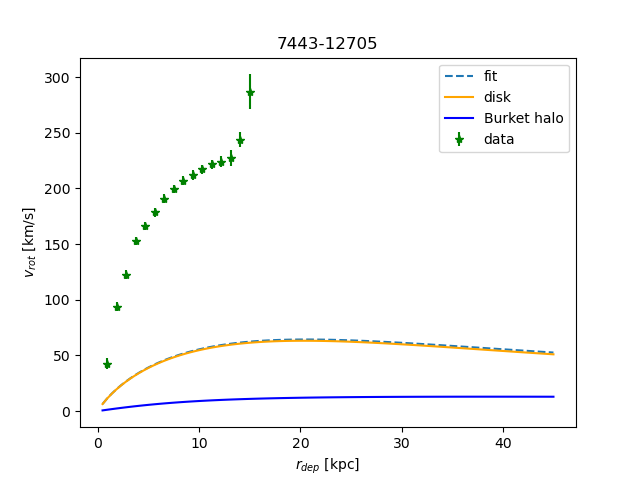 7443-12705
300
250
200
150
100
50
0
v_rot [km/s]
0 10 20 30 40
r_dep [kpc]
fit
disk
Burket halo
data